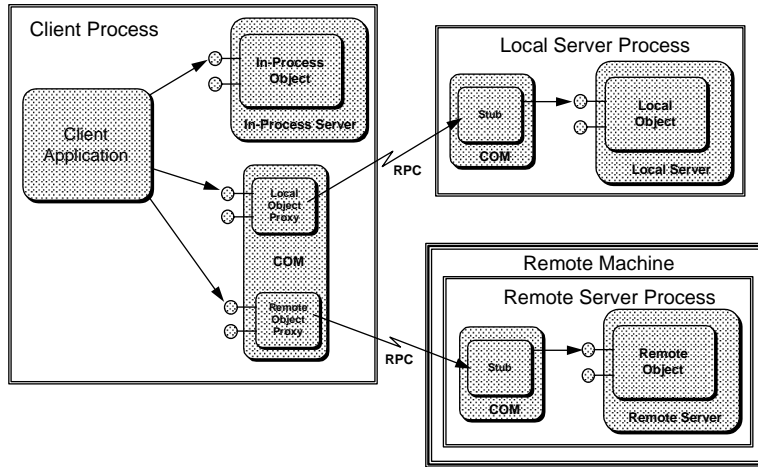 Client Process
In-Process
Object
In-Process Server
Client
Application
Local
Object
Proxy
COM
Remote
Object
Proxy
RPC
RPC
Local Server Process
Stub
COM
Local
Object
Local Server
Remote Machine
Remote Server Process
Stub
COM
Remote
Object
Remote Server